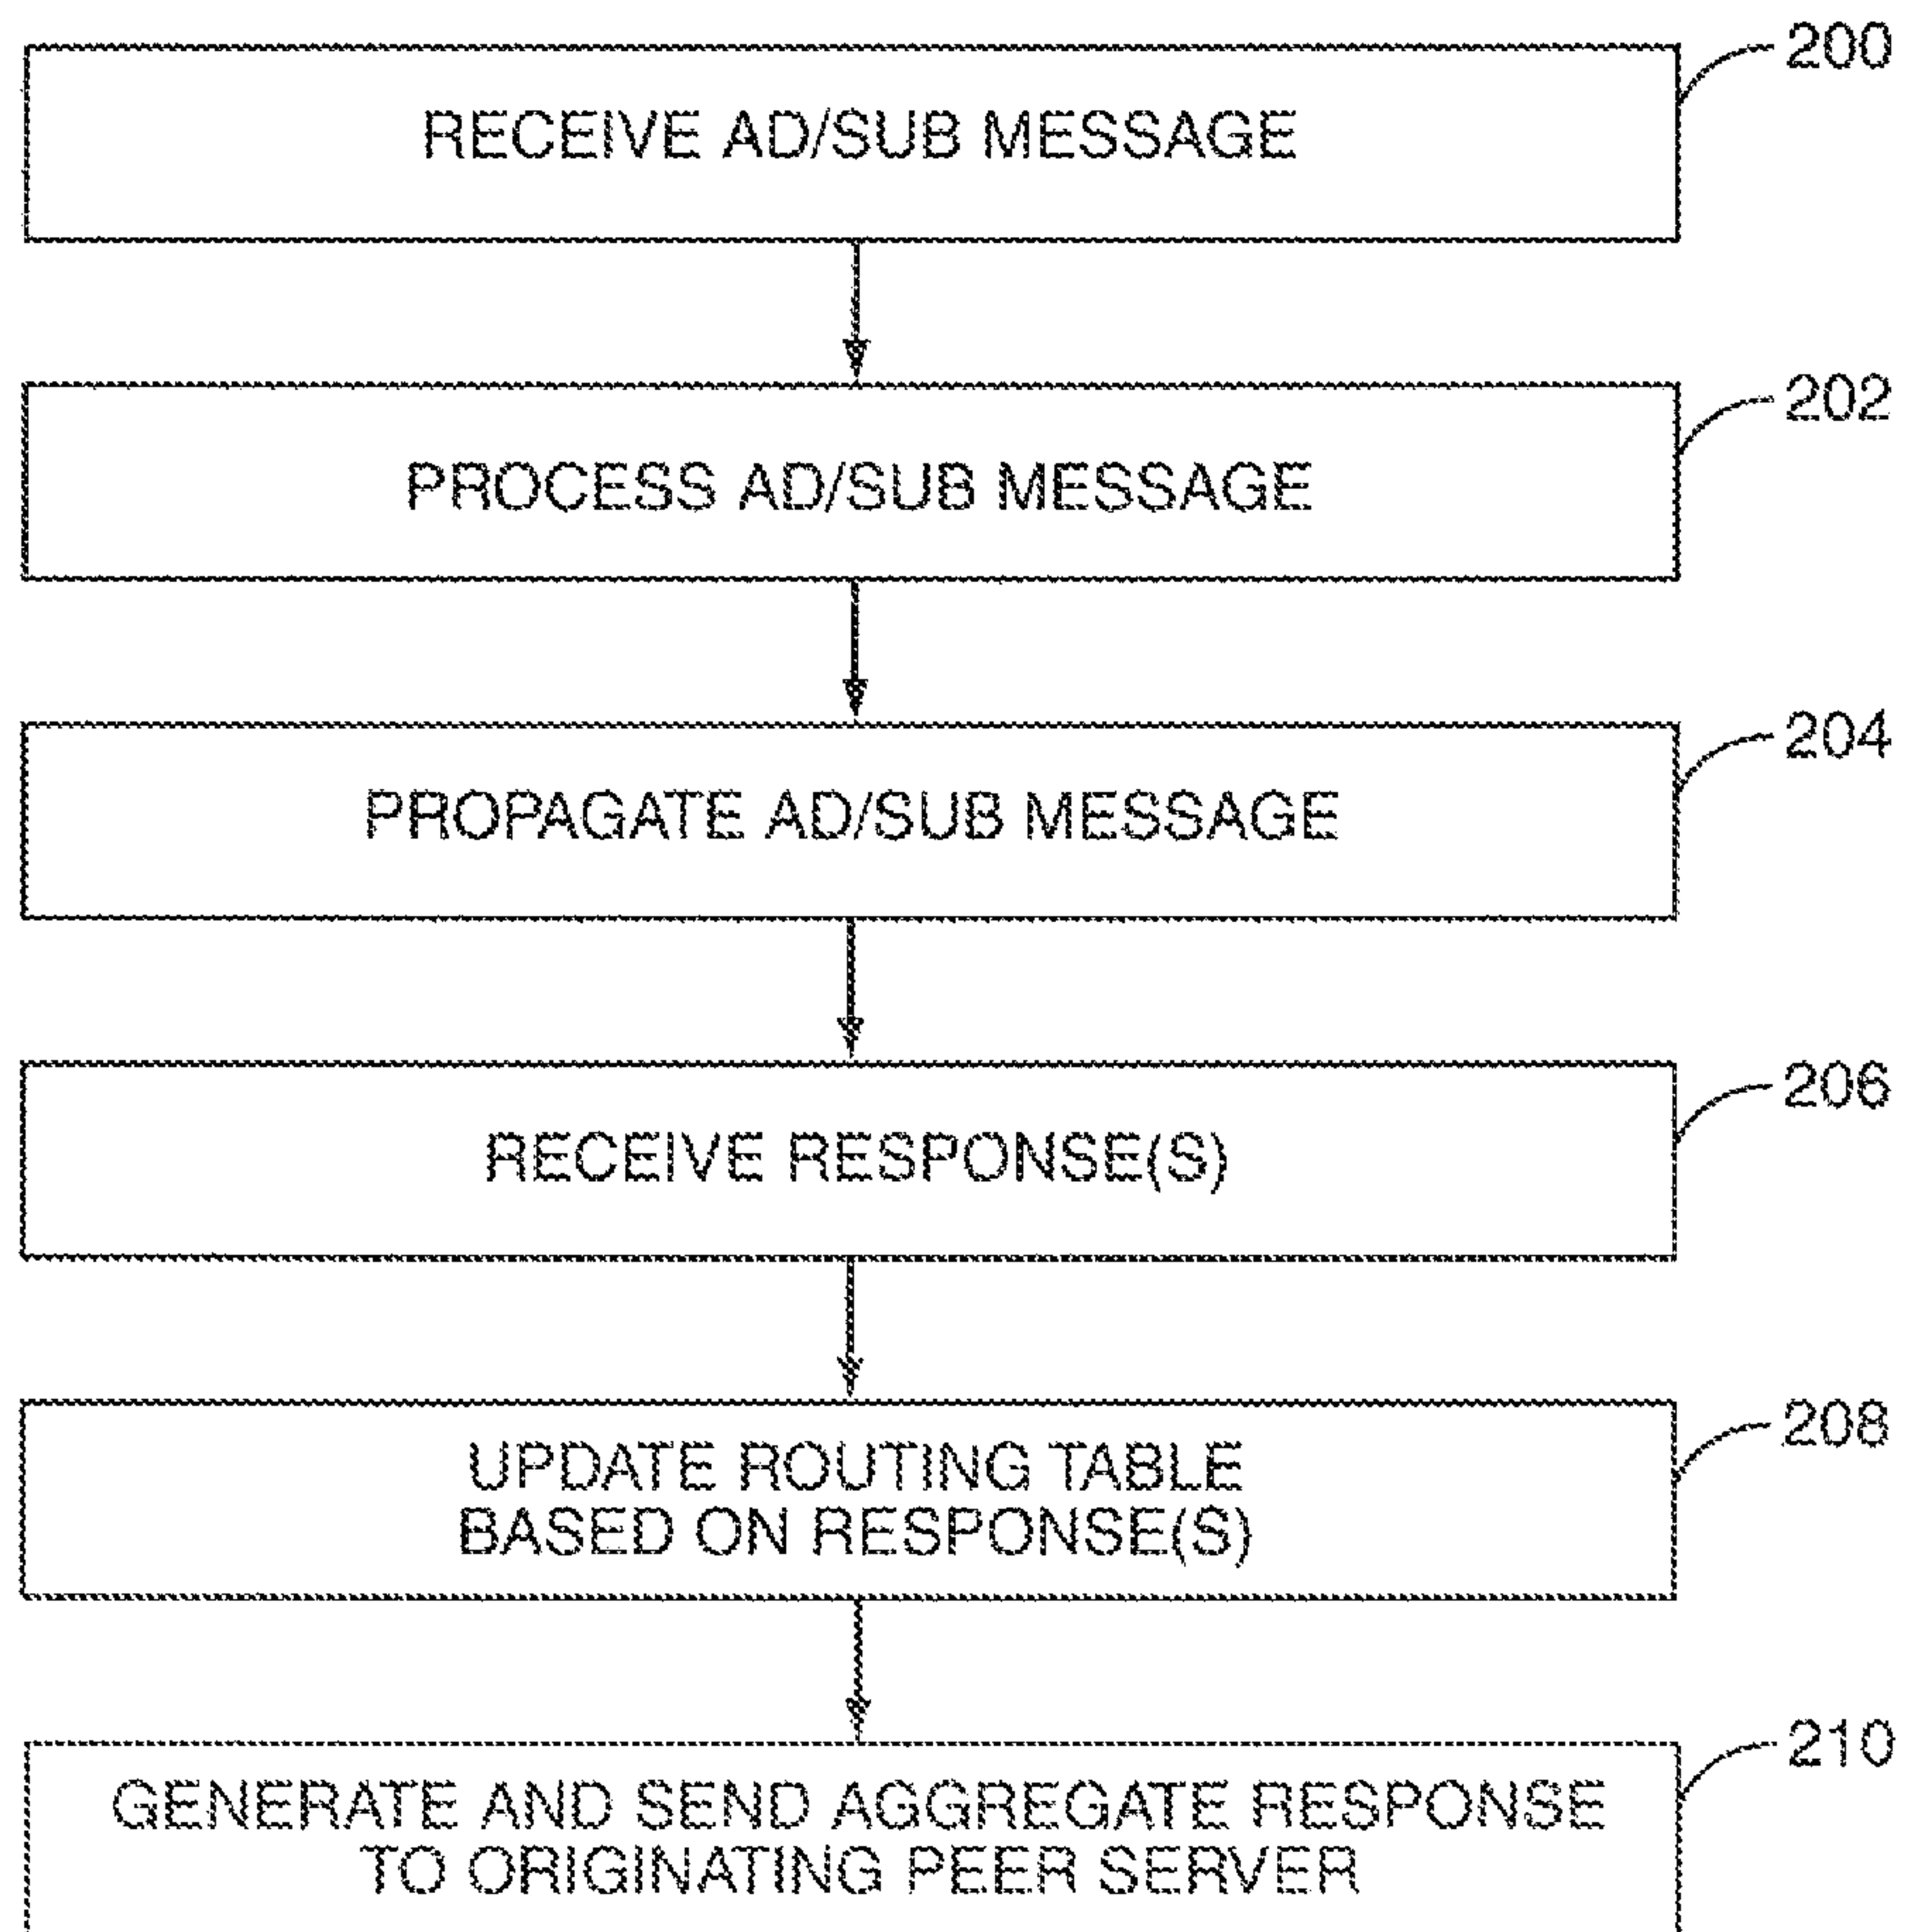 200
RECEIVE AD/SUB MESSAGE
202
PROCESS AD/SUB MESSAGE
204
PROPAGATE AD/SUB MESSAGE
206
RECEIVE RESPONSE(S)
208
UPDATE ROUTING TABLE
BASED ON RESPONSE(S)
210
GENERATE AND SEND AGGREGATE RESPONSE
TO ORIGINATING PEER SERVER